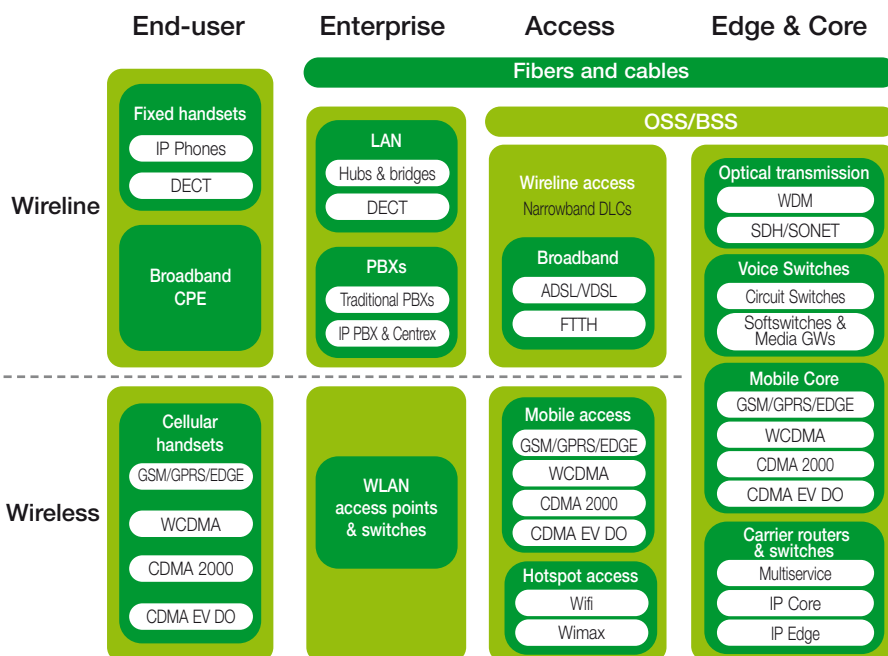 End-user
Enterprise
Access
Edge & Core
Fibers and cables
OSS/BSS
Wireline
Fixed handsets
IP Phones
DECT
Broadband
CPE
LAN
Hubs & bridges
DECT
PBXs
Traditional PBXs
IP PBX & Centrex
Wireline access
Narrowband DLCs
Broadband
ADSL/VDSL
FTTH
Optical transmission
WDM
SDH/SONET
Voice Switches
Circuit Switches
Softswitches &
Media GWs
Wireless
Cellular
handsets
GSM/GPRS/EDGE
WCDMA
CDMA 2000
CDMA EV DO
WLAN
access points
& switches
Mobile access
GSM/GPRS/EDGE
WCDMA
CDMA 2000
CDMA EV DO
Hotspot access
Wifi
Wimax
Mobile Core
GSM/GPRS/EDGE
WCDMA
CDMA 2000
CDMA EV DO
Carrier routers
& switches
Multiservice
IP Core
IP Edge